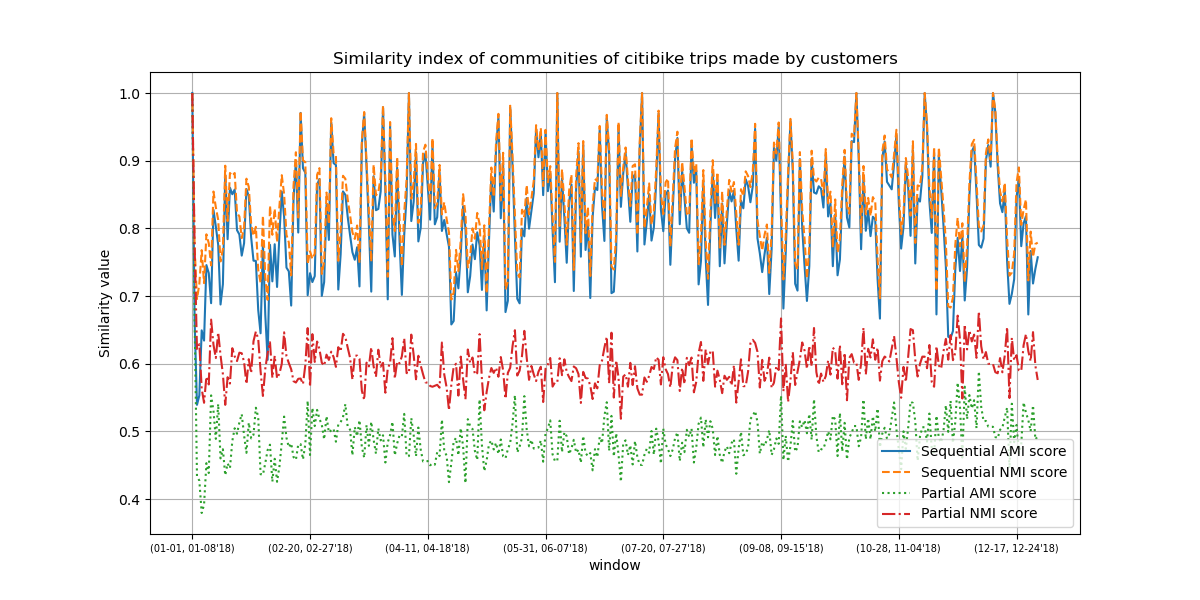 Similarity index of communities of citibike trips made by customers
Similarity value
1.0
0.9
0.8
0.7
0.6
0.5
0.4
Sequential AMI score
Sequential NMI score
Partial AMI score
Partial NMI score
(01-01, 01-08'18) (02-20, 02-27'18) (04-11, 04-18'18) (05-31, 06-07'18) (07-20, 07-27'18) (09-08, 09-15'18) (10-28, 11-04'18) (12-17, 12-24'18)
window